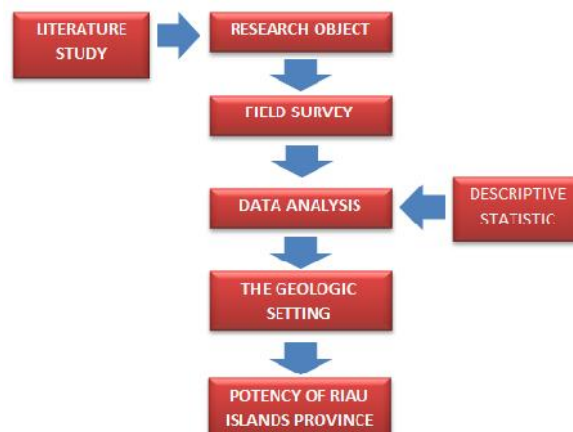 LITERATURE
STUDY
RESEARCH OBJECT
FIELD SURVEY
DATA ANALYSIS
DESCRIPTIVE
STATISTIC
THE GEOLOGIC
SETTING
POTENCY OF RIAU
ISLANDS PROVINCE